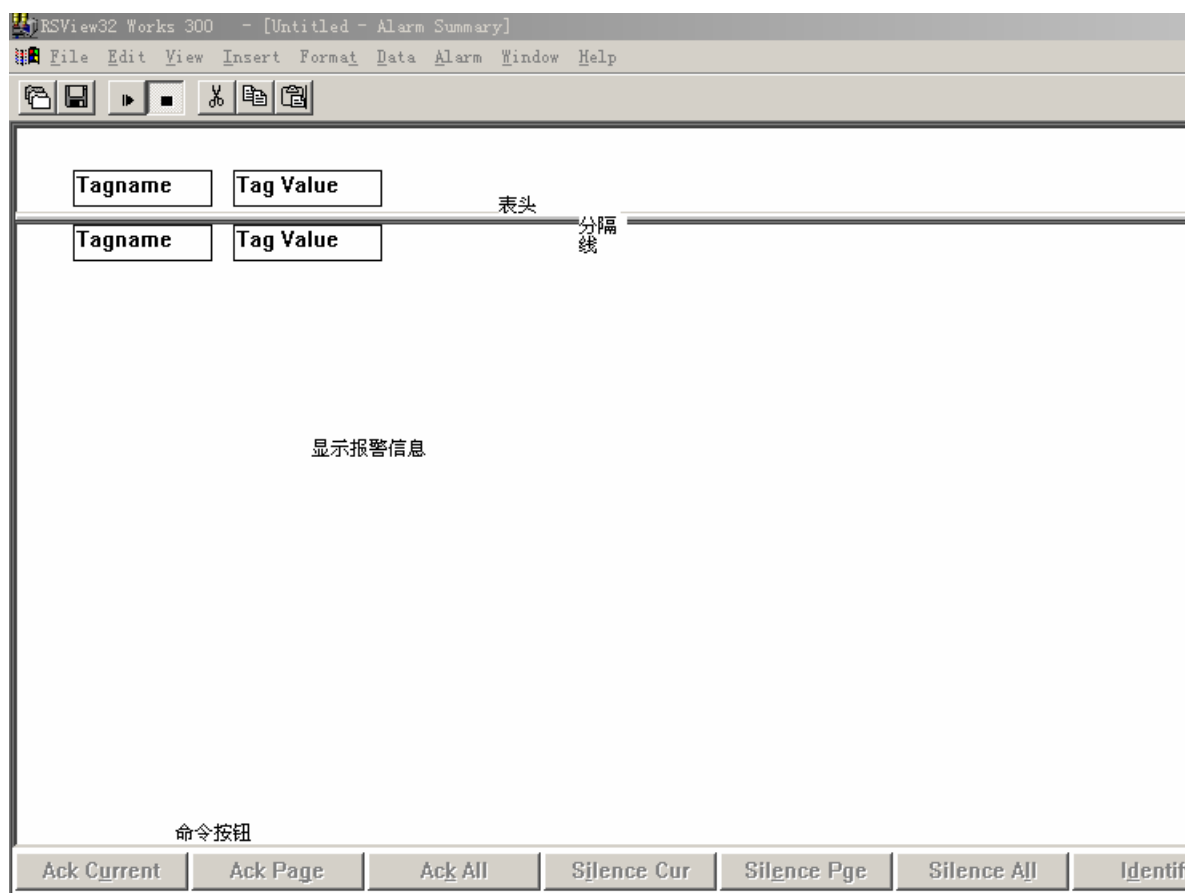 RSView32 Works 300 - [Untitled - Alarm Summary]
File Edit View Insert Format Data Alarm Window Help
Tagname Tag Value
表头
分隔
线
Tagname Tag Value
显示报警信息
命令按钮
Ack Current Ack Page Ack All Silence Cur Silence Pge Silence All Identif